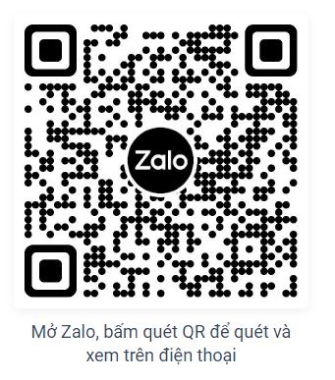 Zalo
Mở Zalo, bấm quét QR để quét và
xem trên điện thoại